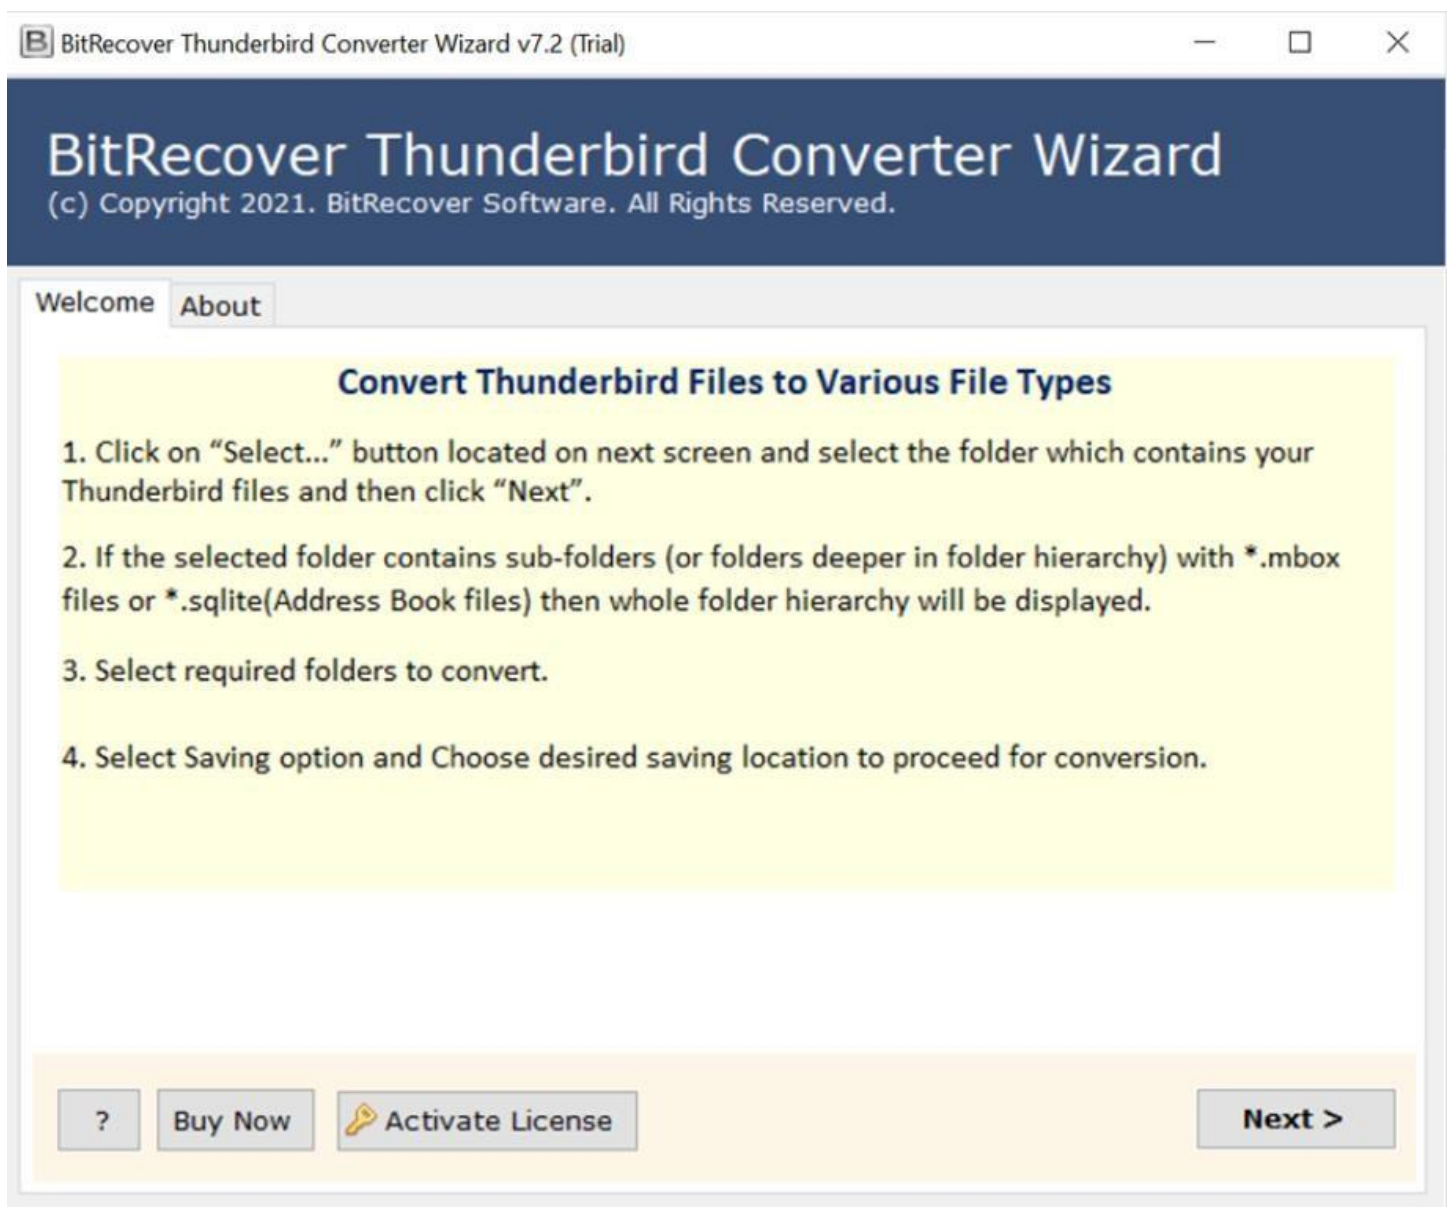 BitRecover Thunderbird Converter Wizard v7.2 (Trial)
BitRecover Thunderbird Converter Wizard
(c) Copyright 2021. BitRecover Software. All Rights Reserved.
Welcome About
Convert Thunderbird Files to Various File Types
1. Click on “Select...” button located on next screen and select the folder which contains your
Thunderbird files and then click “Next”.
2. If the selected folder contains sub-folders (or folders deeper in folder hierarchy) with *.mbox
files or *.sqlite(Address Book files) then whole folder hierarchy will be displayed.
3. Select required folders to convert.
4. Select Saving option and Choose desired saving location to proceed for conversion.
? Buy Now Activate License Next >